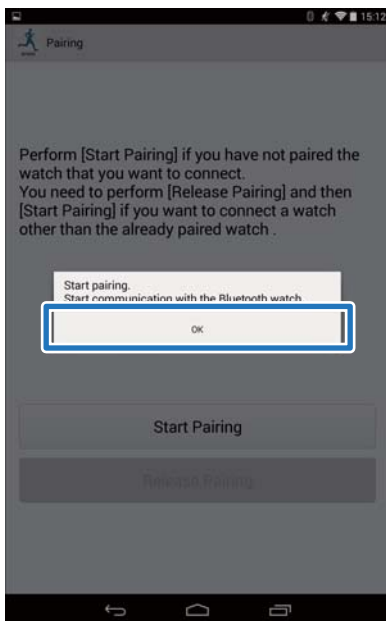 15:12
Pairing
Perform [Start Pairing] if you have not paired the
watch that you want to connect.
You need to perform [Release Pairing] and then
[Start Pairing] if you want to connect a watch
other than the already paired watch .
Start pairing.
Start communication with the Bluetooth watch
OK
Start Pairing
Release Pairing